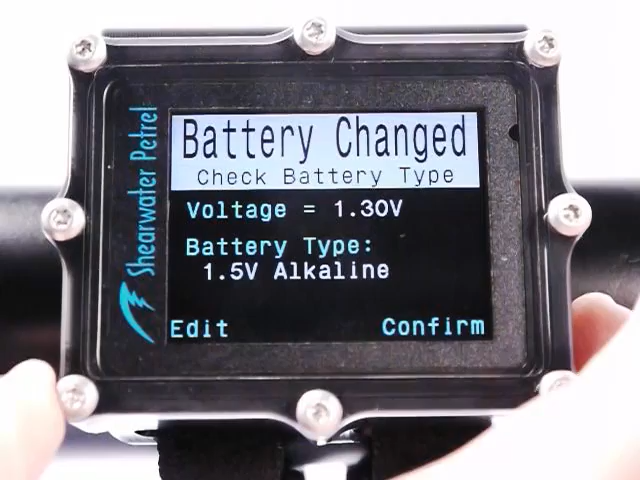 Shearwater Petrel
Battery Changed
Check Battery Type
Voltage = 1.30V
Battery Type:
1.5V Alkaline
Edit
Confirm